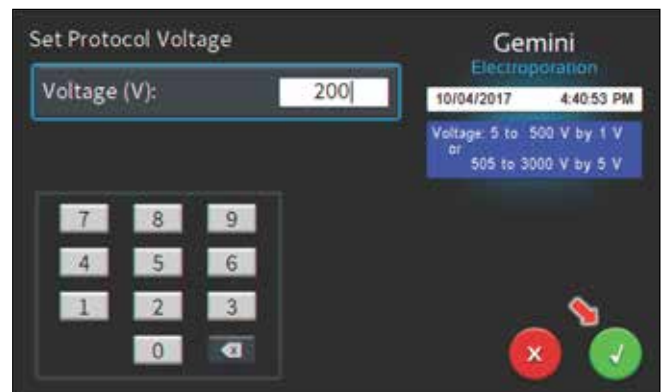 Set Protocol Voltage
Voltage (V): 200
Gemini
Electroporation
10/04/2017 4:40:53 PM
Voltage: 5 to 500 V by 1 V
or
505 to 3000 V by 5 V
7 8 9
4 5 6
1 2 3
0